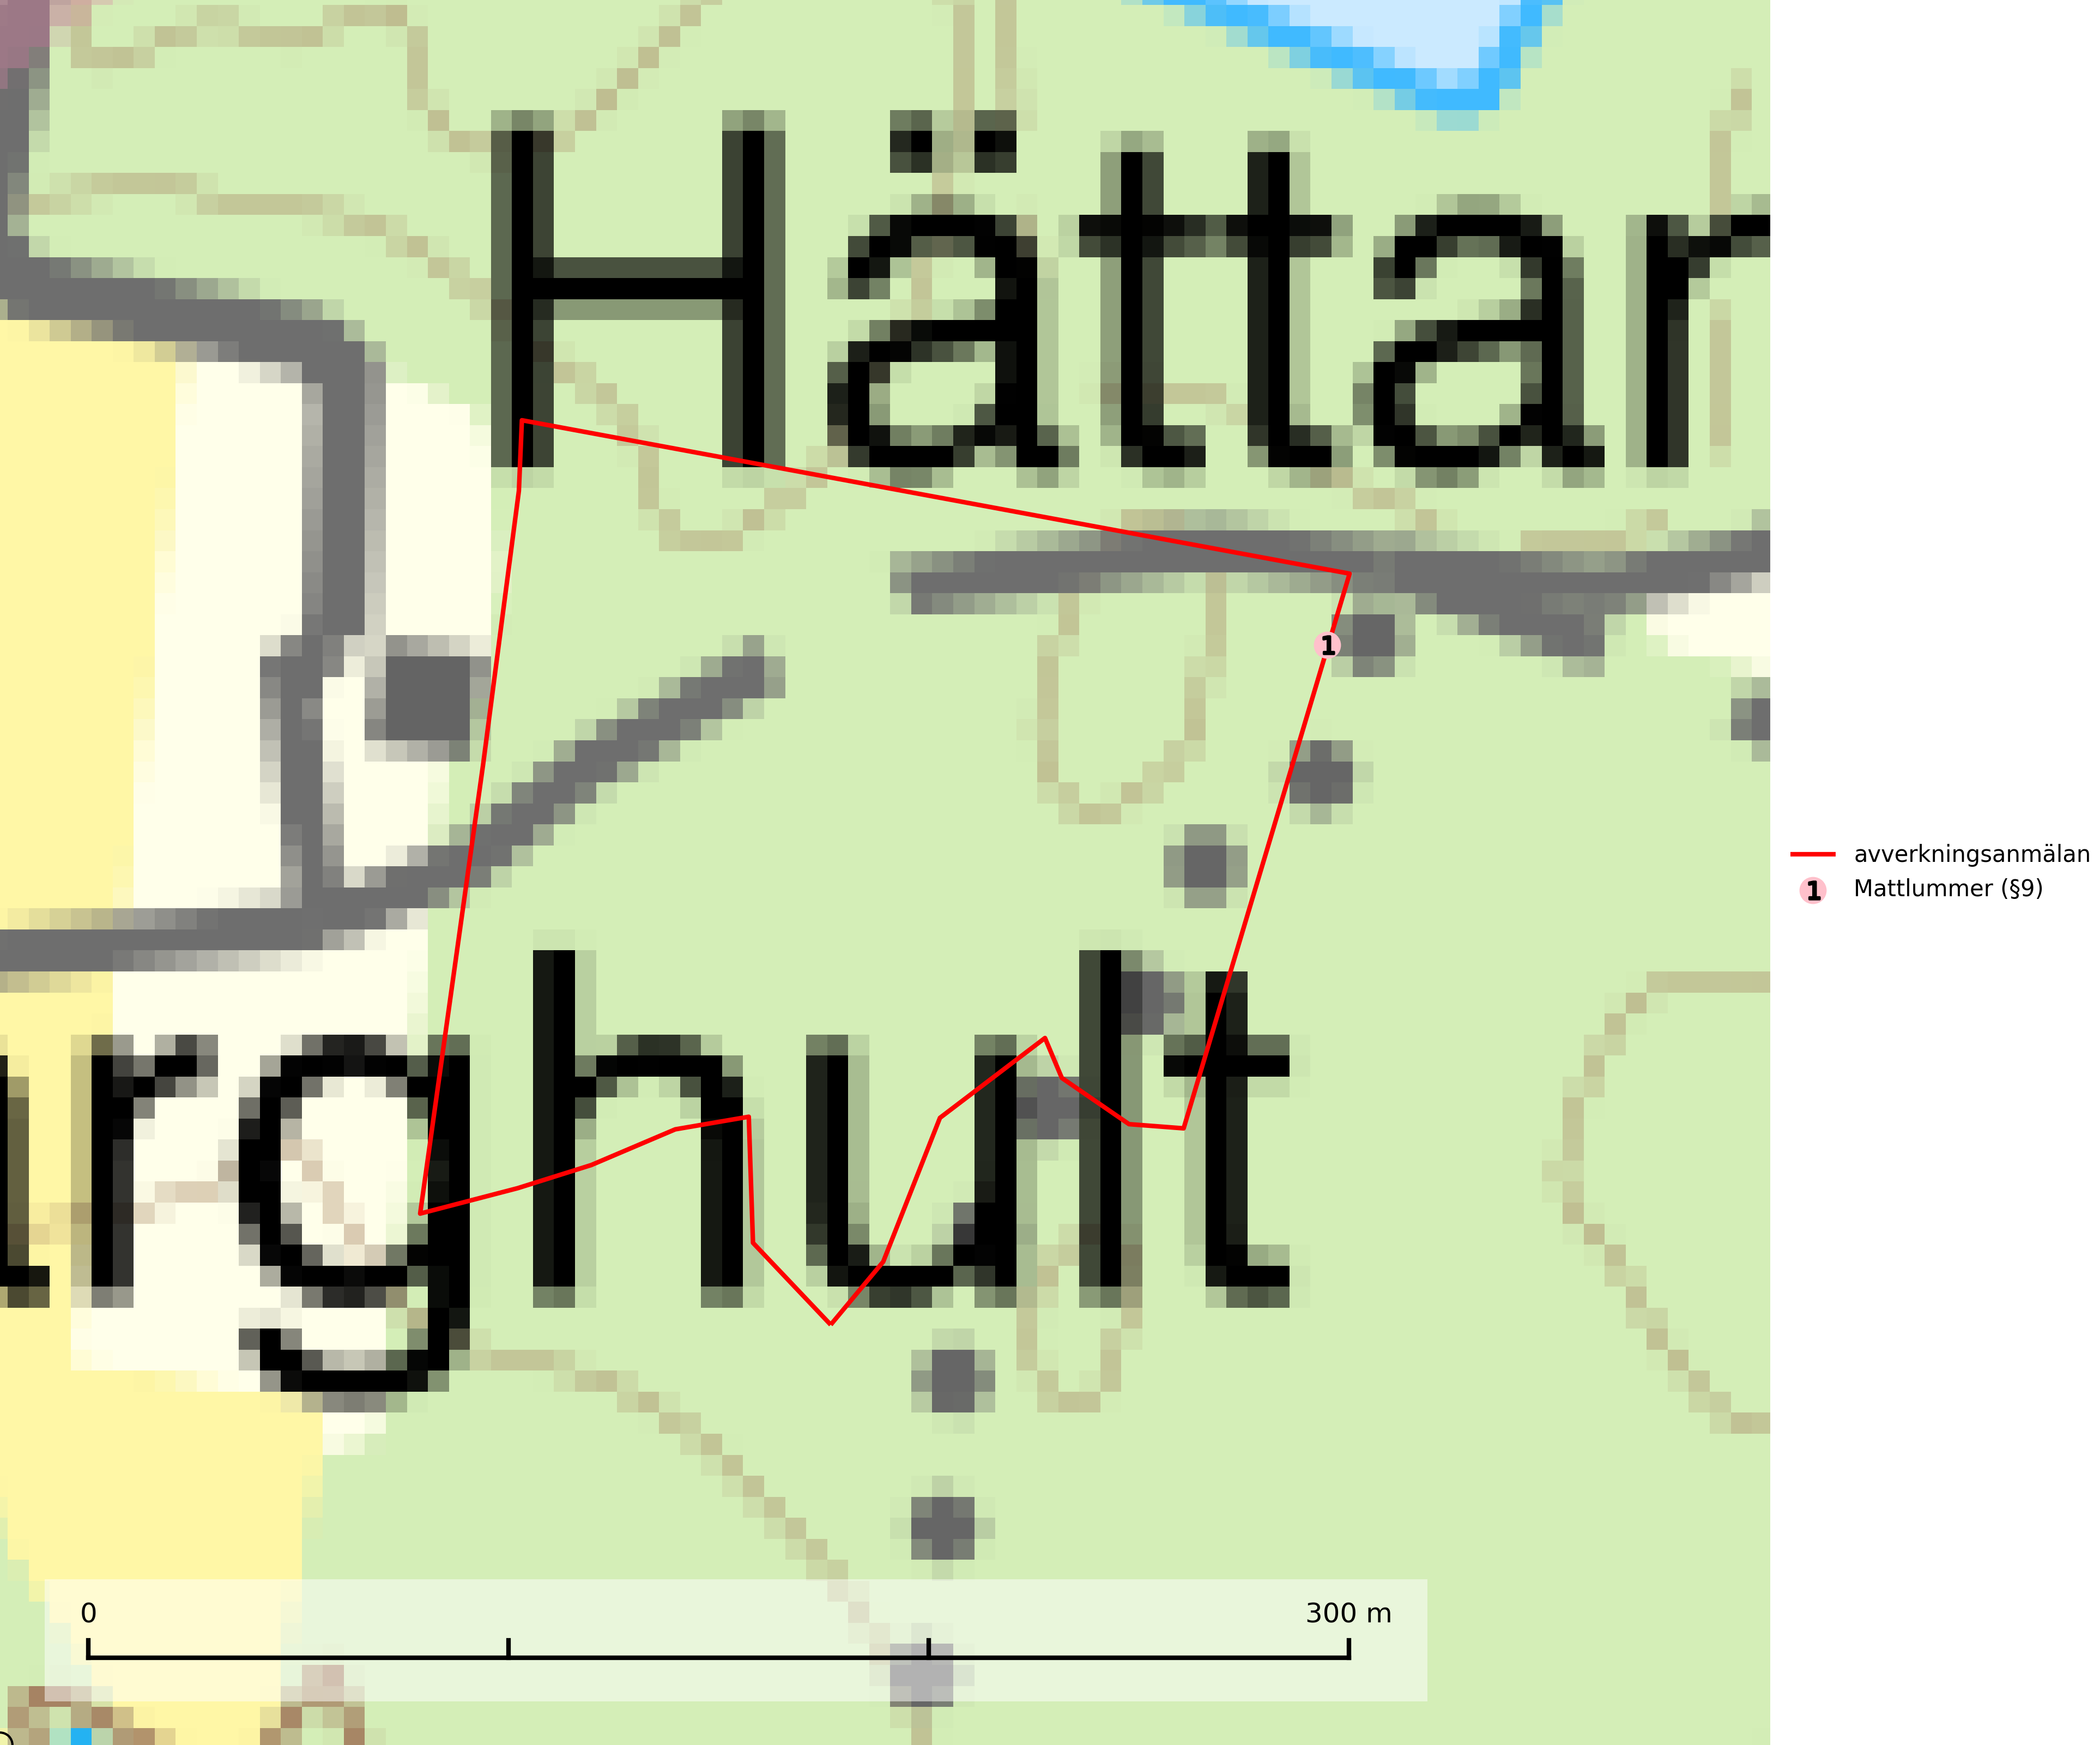 Hättar
rghult
avverkningsanmälan
1 Mattlummer (§9)
1
0 300 m